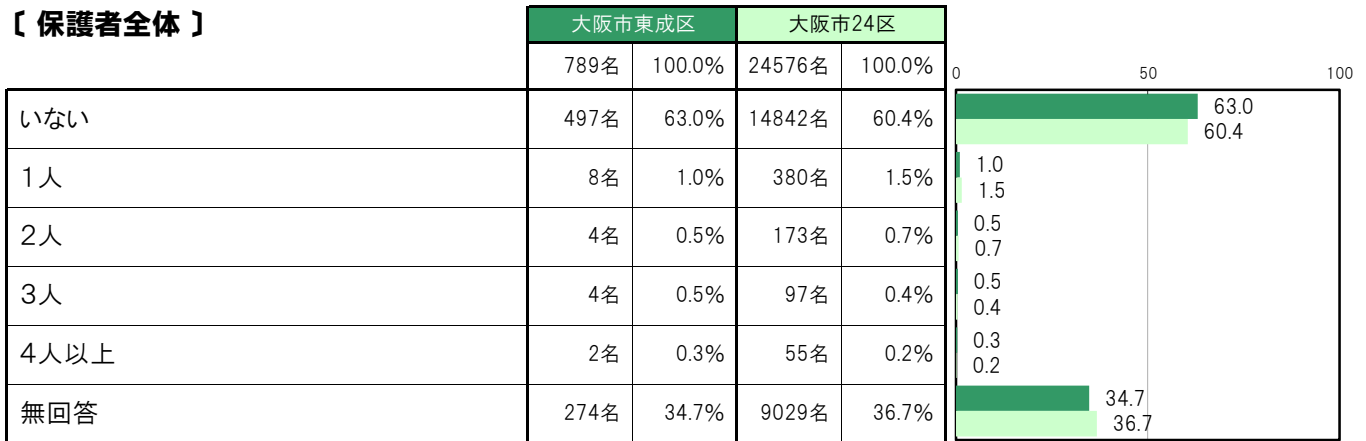 〔 保護者全体 〕
大阪市東成区 大阪市24区
789名 100.0% 24576名 100.0%
0 50 100
いない 497名 63.0% 14842名 60.4% 63.0
60.4
1人 8名 1.0% 380名 1.5% 1.0
1.5
2人 4名 0.5% 173名 0.7% 0.5
0.7
3人 4名 0.5% 97名 0.4% 0.5
0.4
4人以上 2名 0.3% 55名 0.2% 0.3
0.2
無回答 274名 34.7% 9029名 36.7% 34.7
36.7